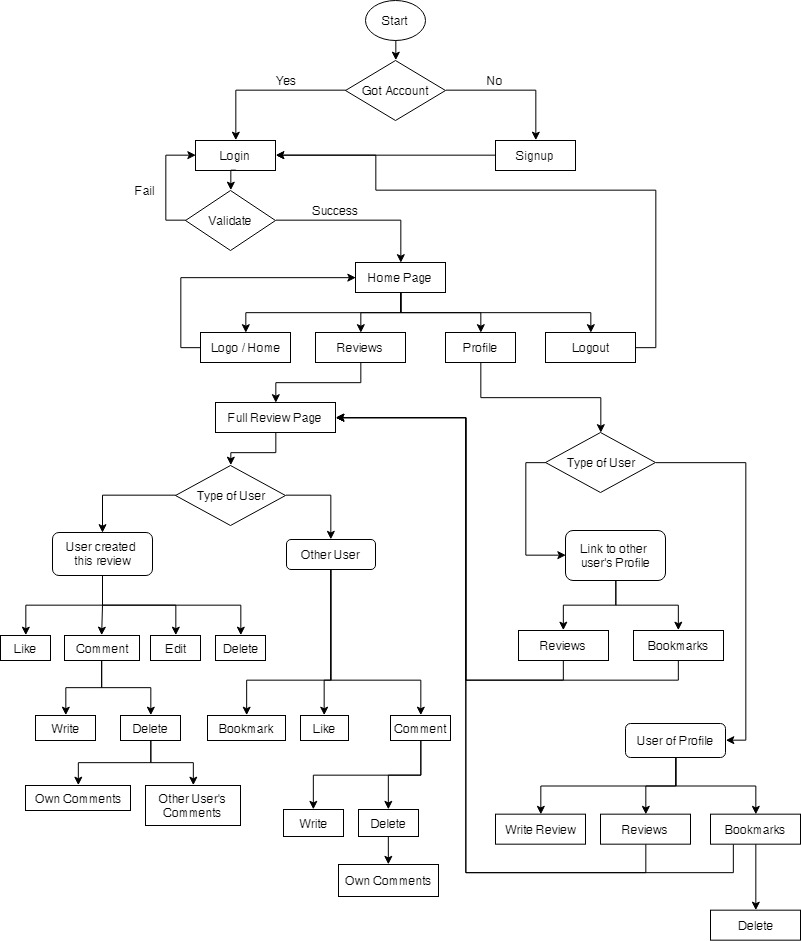 Start
Got Account
Yes
No
Login
Signup
Fail
Validate
Success
Home Page
Logo / Home
Reviews
Profile
Logout
Full Review Page
Type of User
Type of User
User created
this review
Other User
Link to other
user's Profile
Like
Comment
Edit
Delete
Reviews
Bookmarks
Write
Delete
Bookmark
Like
Comment
User of Profile
Own Comments
Other User's
Comments
Write
Delete
Write Review
Reviews
Bookmarks
Own Comments
Delete